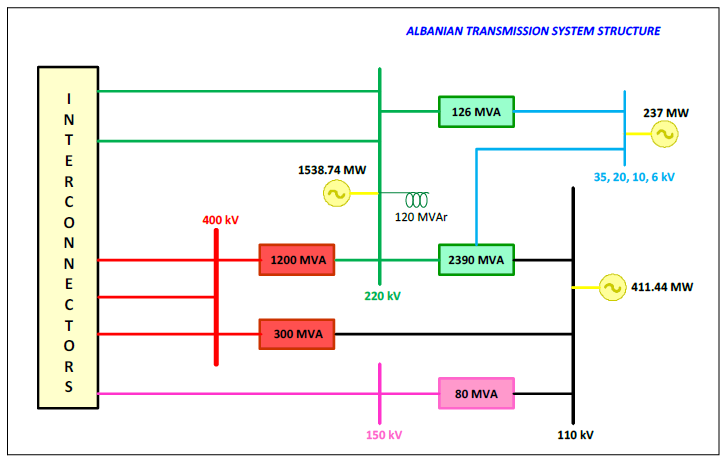 ALBANIAN TRANSMISSION SYSTEM STRUCTURE
INTERCONNECTORS
126 MVA
237 MW
1538.74 MW
35, 20, 10, 6 kV
120 MVAr
400 kV
1200 MVA
2390 MVA
411.44 MW
220 kV
300 MVA
80 MVA
150 kV
110 kV